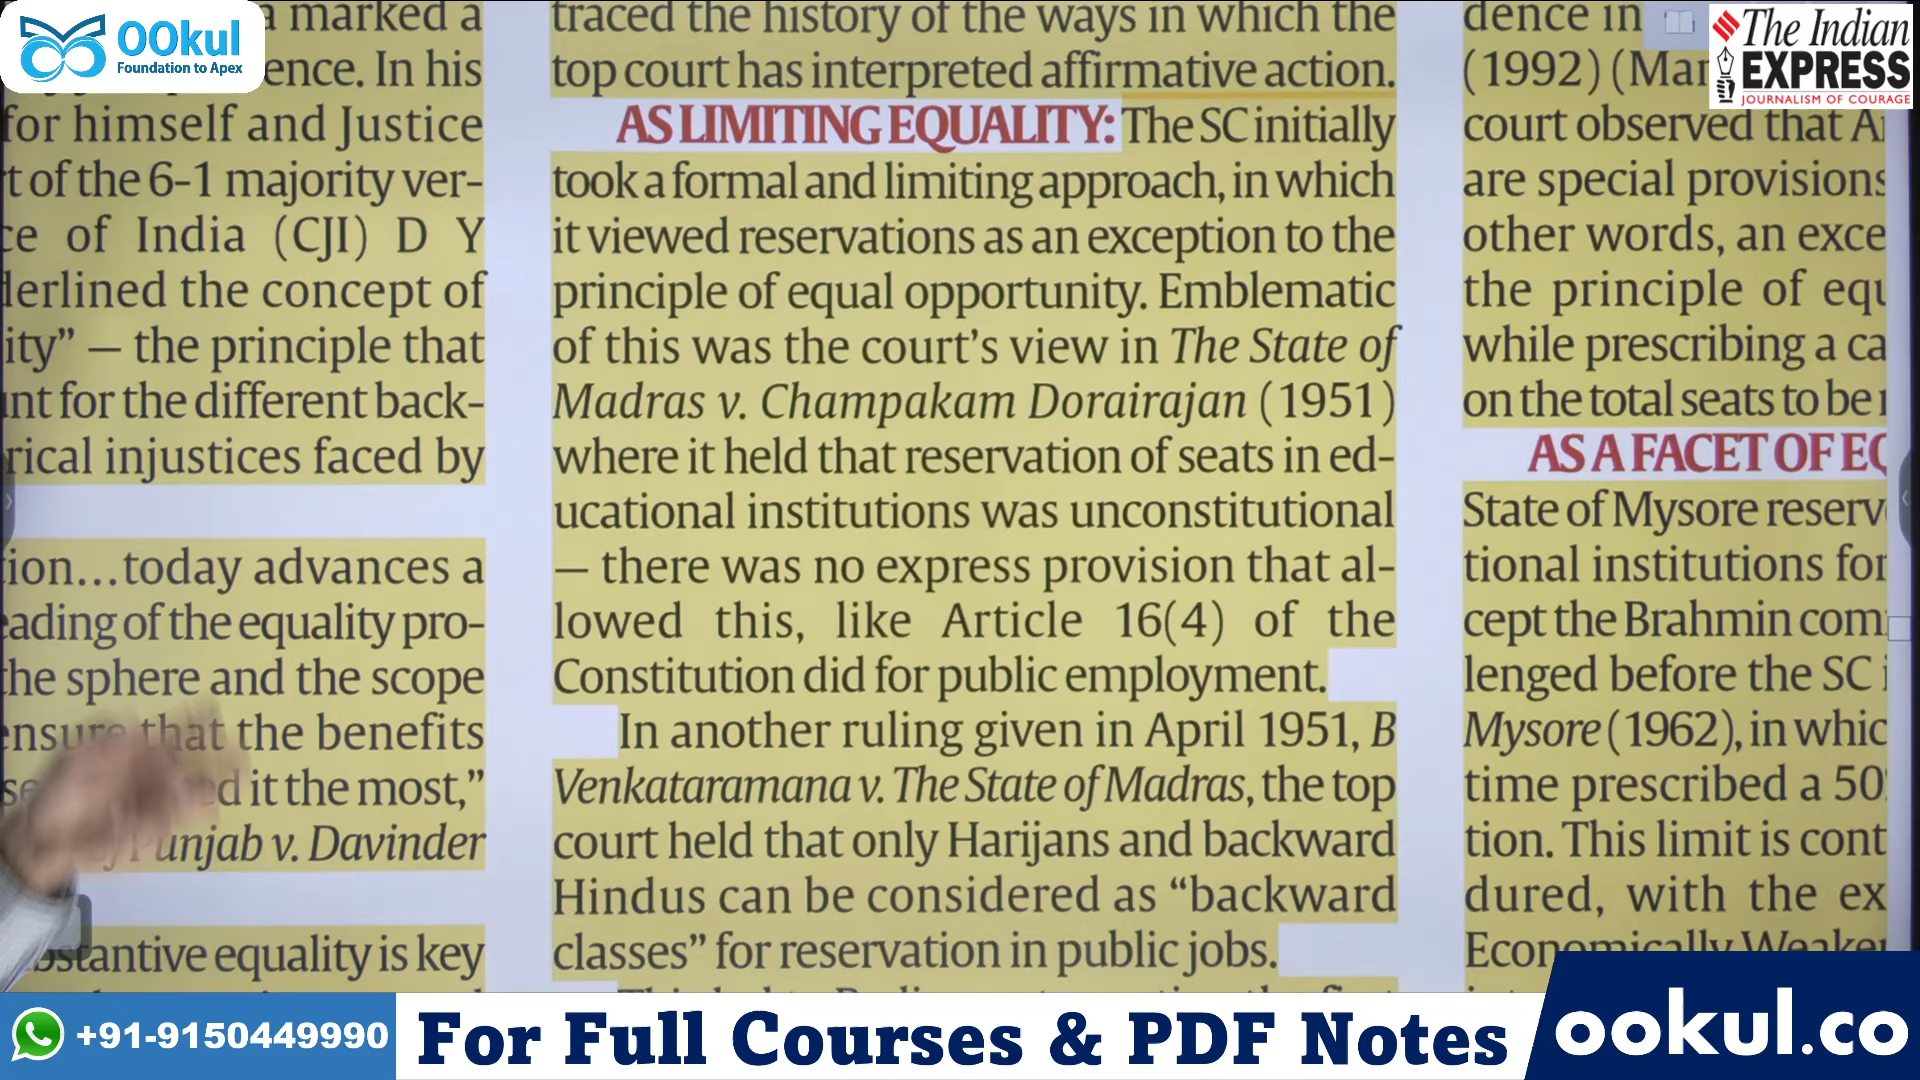 OOkul
Foundation to Apex
a marked a
ence. In his
for himself and Justice
t of the 6-1 majority ver-
ce of India (CJI) D Y
derlined the concept of
ity” — the principle that
nt for the different back-
rical injustices faced by
ion...today advances a
eading of the equality pro-
the sphere and the scope
ensure that the benefits
it the most,”
Punjab v. Davinder
bstantive equality is key
traced the history of the ways in which the
top court has interpreted affirmative action.
AS LIMITING EQUALITY: The SC initially
took a formal and limiting approach, in which
it viewed reservations as an exception to the
principle of equal opportunity. Emblematic
of this was the court’s view in The State of
Madras v. Champakam Dorairajan (1951)
where it held that reservation of seats in ed-
ucational institutions was unconstitutional
— there was no express provision that al-
lowed this, like Article 16(4) of the
Constitution did for public employment.
In another ruling given in April 1951, B
Venkataramana v. The State of Madras, the top
court held that only Harijans and backward
Hindus can be considered as “backward
classes” for reservation in public jobs.
dence in
(1992) (Man
court observed that Ar
are special provisions
other words, an exce
the principle of equ
while prescribing a ca
on the total seats to be r
AS A FACET OF EQ
State of Mysore reserv
tional institutions for
cept the Brahmin com
lenged before the SC i
Mysore (1962), in whic
time prescribed a 50
tion. This limit is cont
dured, with the ex
Economically Weaker
The Indian
EXPRESS
JOURNALISM OF COURAGE
+91-9150449990
For Full Courses & PDF Notes
ookul.co